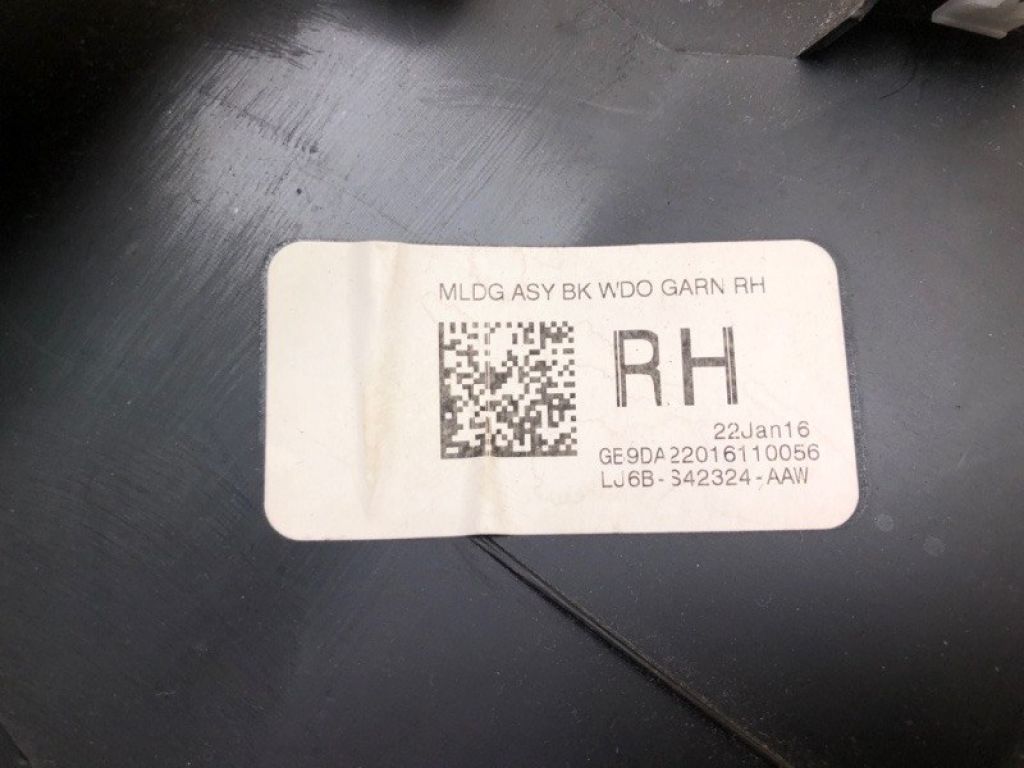 MLDG ASY BK WDO GARN RH
RH
22Jan16
GE9DA22016110056
LJ6B-S42324-AAW